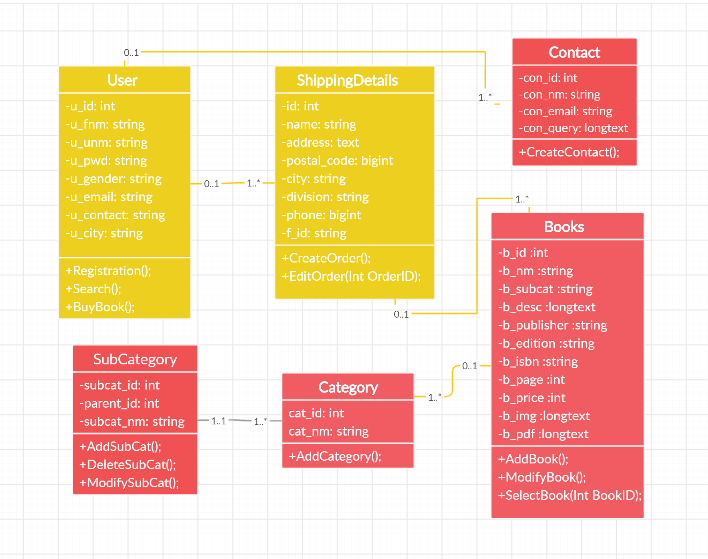 0..1
1..*
User
-u_id: int
-u_fnm: string
-u_unm: string
-u_pwd: string
-u_gender: string
-u_email: string
-u_contact: string
-u_city: string
+Registration();
+Search();
+BuyBook();
0..1
1..*
ShippingDetails
-id: int
-name: string
-address: text
-postal_code: bigint
-city: string
-division: string
-phone: bigint
-f_id: string
+CreateOrder();
+EditOrder(Int OrderID);
Contact
-con_id: int
-con_nm: string
-con_email: string
-con_query: longtext
+CreateContact();
1..*
0..1
Books
-b_id :int
-b_nm :string
-b_subcat :string
-b_desc :longtext
-b_publisher :string
-b_edition :string
-b_isbn :string
-b_page :int
-b_price :int
-b_img :longtext
-b_pdf :longtext
+AddBook();
+ModifyBook();
+SelectBook(Int BookID);
SubCategory
-subcat_id: int
-parent_id: int
-subcat_nm: string
+AddSubCat();
+DeleteSubCat();
+ModifySubCat();
1..1
1..*
Category
cat_id: int
cat_nm: string
+AddCategory();
1..*
0..1